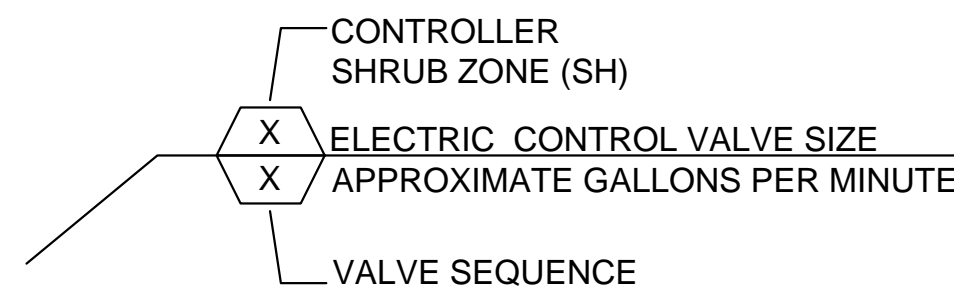 CONTROLLER
SHRUB ZONE (SH)
X
ELECTRIC CONTROL VALVE SIZE
X
APPROXIMATE GALLONS PER MINUTE
VALVE SEQUENCE